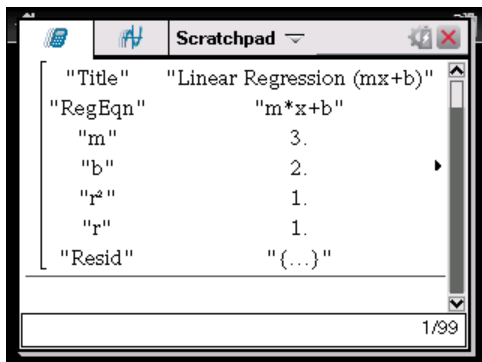 Scratchpad
"Title" "Linear Regression (mx+b)"
"RegEqn" "m*x+b"
"m" 3.
"b" 2.
"r²" 1.
"r" 1.
"Resid" "{...}"
1/99